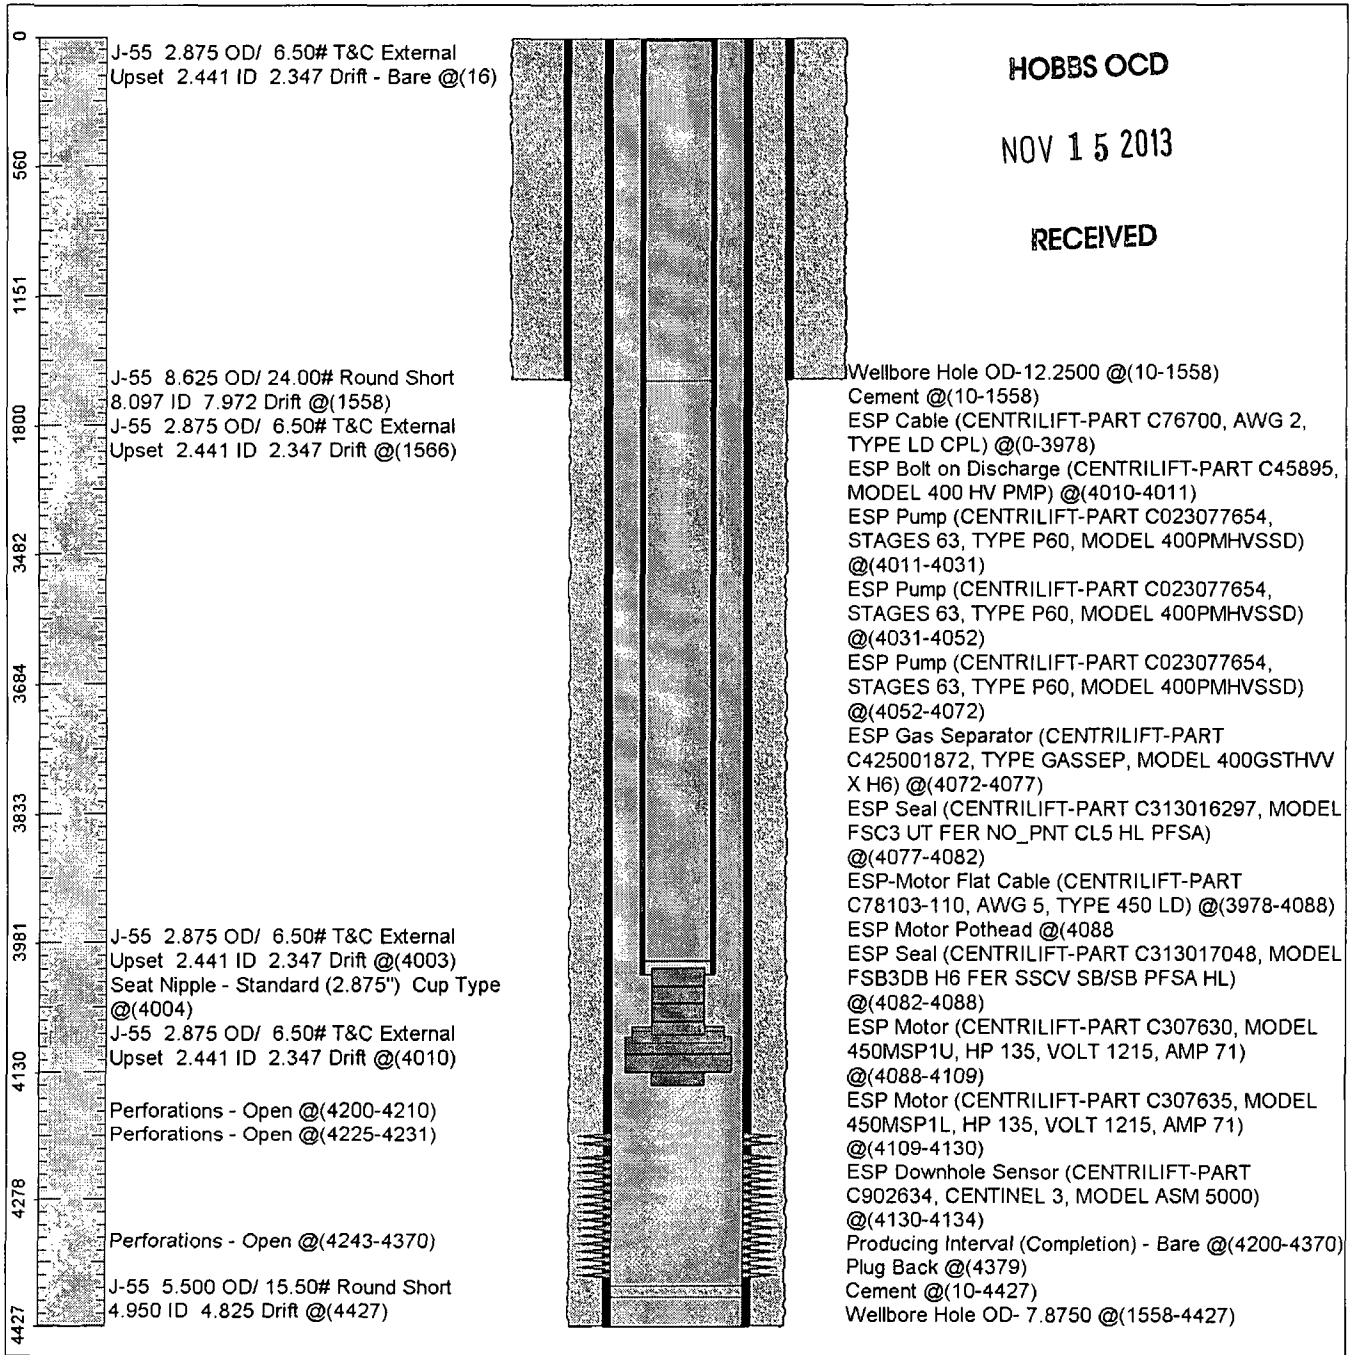 0
560
1151
1800
3482
3684
3833
3981
4130
4278
4427
J-55 2.875 OD/ 6.50# T&C External
Upset 2.441 ID 2.347 Drift - Bare @(16)
J-55 8.625 OD/ 24.00# Round Short
8.097 ID 7.972 Drift @(1558)
J-55 2.875 OD/ 6.50# T&C External
Upset 2.441 ID 2.347 Drift @(1566)
J-55 2.875 OD/ 6.50# T&C External
Upset 2.441 ID 2.347 Drift @(4003)
Seat Nipple - Standard (2.875") Cup Type
@(4004)
J-55 2.875 OD/ 6.50# T&C External
Upset 2.441 ID 2.347 Drift @(4010)
Perforations - Open @(4200-4210)
Perforations - Open @(4225-4231)
Perforations - Open @(4243-4370)
J-55 5.500 OD/ 15.50# Round Short
4.950 ID 4.825 Drift @(4427)
HOBBS OCD
NOV 15 2013
RECEIVED
Wellbore Hole OD-12.2500 @(10-1558)
Cement @(10-1558)
ESP Cable (CENTRILIFT-PART C76700, AWG 2,
TYPE LD CPL) @(0-3978)
ESP Bolt on Discharge (CENTRILIFT-PART C45895,
MODEL 400 HV PMP) @(4010-4011)
ESP Pump (CENTRILIFT-PART C023077654,
STAGES 63, TYPE P60, MODEL 400PMHVSSD)
@(4011-4031)
ESP Pump (CENTRILIFT-PART C023077654,
STAGES 63, TYPE P60, MODEL 400PMHVSSD)
@(4031-4052)
ESP Pump (CENTRILIFT-PART C023077654,
STAGES 63, TYPE P60, MODEL 400PMHVSSD)
@(4052-4072)
ESP Gas Separator (CENTRILIFT-PART
C425001872, TYPE GASSEP, MODEL 400GSTHVV
X H6) @(4072-4077)
ESP Seal (CENTRILIFT-PART C313016297, MODEL
FSC3 UT FER NO_PNT CL5 HL PFSA)
@(4077-4082)
ESP-Motor Flat Cable (CENTRILIFT-PART
C78103-110, AWG 5, TYPE 450 LD) @(3978-4088)
ESP Motor Pothead @(4088
ESP Seal (CENTRILIFT-PART C313017048, MODEL
FSB3DB H6 FER SSCV SB/SB PFSA HL)
@(4082-4088)
ESP Motor (CENTRILIFT-PART C307630, MODEL
450MSP1U, HP 135, VOLT 1215, AMP 71)
@(4088-4109)
ESP Motor (CENTRILIFT-PART C307635, MODEL
450MSP1L, HP 135, VOLT 1215, AMP 71)
@(4109-4130)
ESP Downhole Sensor (CENTRILIFT-PART
C902634, CENTINEL 3, MODEL ASM 5000)
@(4130-4134)
Producing Interval (Completion) - Bare @(4200-4370)
Plug Back @(4379)
Cement @(10-4427)
Wellbore Hole OD- 7.8750 @(1558-4427)